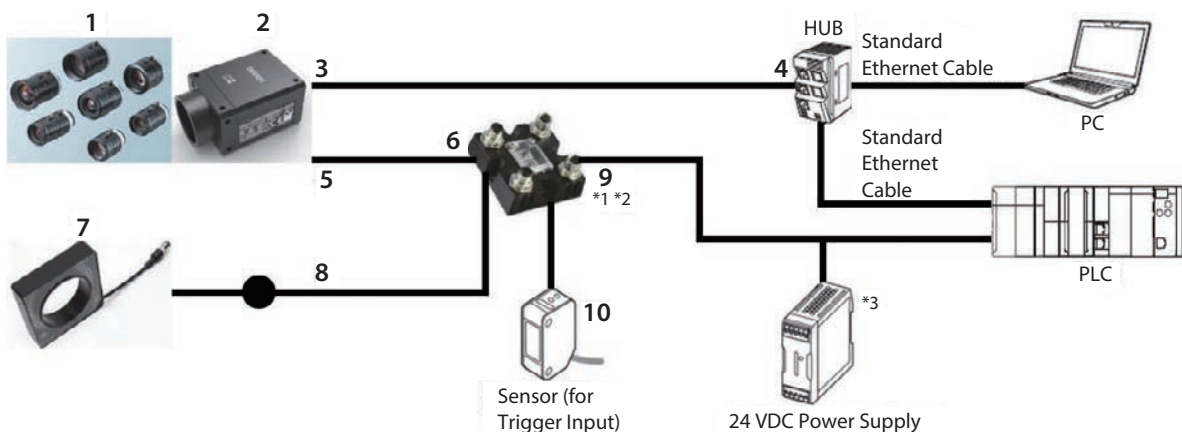 1
2
HUB
Standard
Ethernet Cable
3
4
PC
OMRON
6
5
9
*1 *2
Standard
Ethernet
Cable
7
8
10
PLC
*3
Sensor (for
Trigger Input)
24 VDC Power Supply